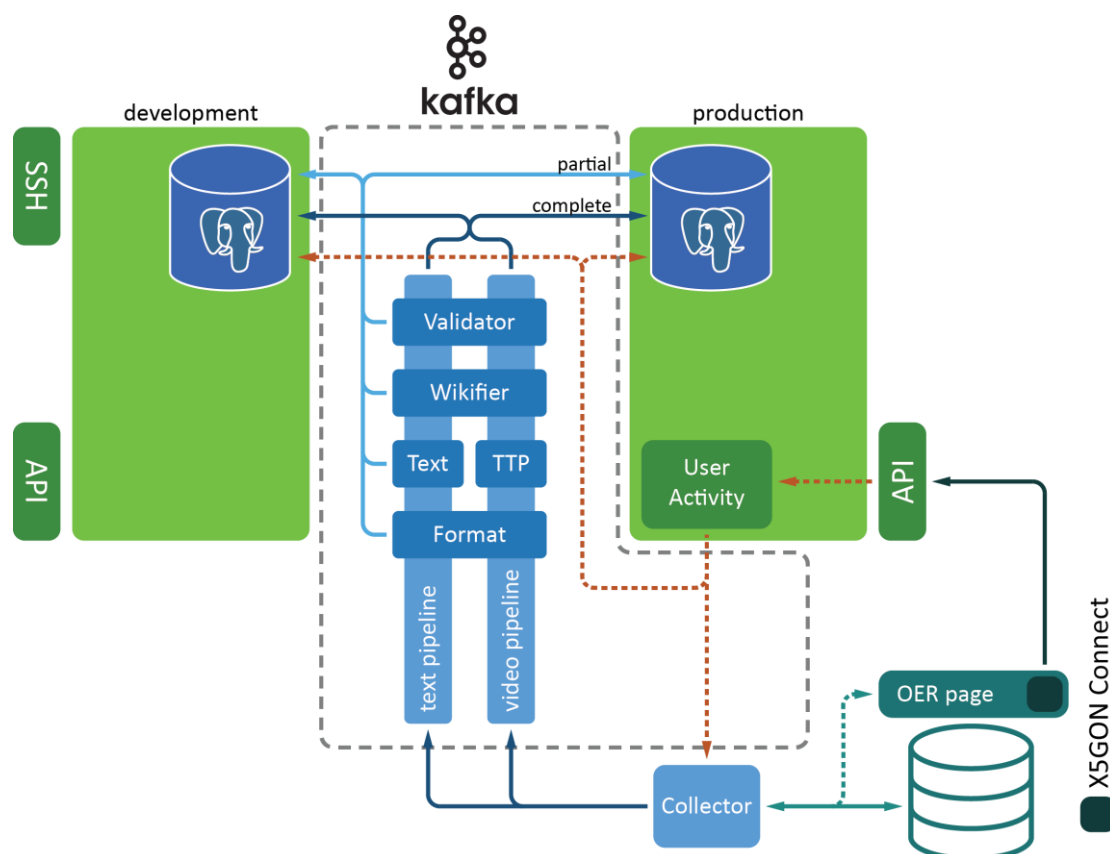 kafka
development
production
SSH
partial
complete
Validator
Wikifier
Text
TTP
Format
API
User
Activity
API
text pipeline
video pipeline
OER page
X5GON Connect
Collector